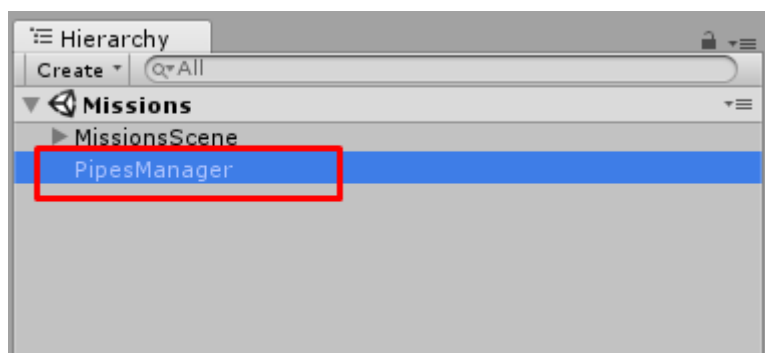 Hierarchy
Create All
Missions
MissionsScene
PipesManager